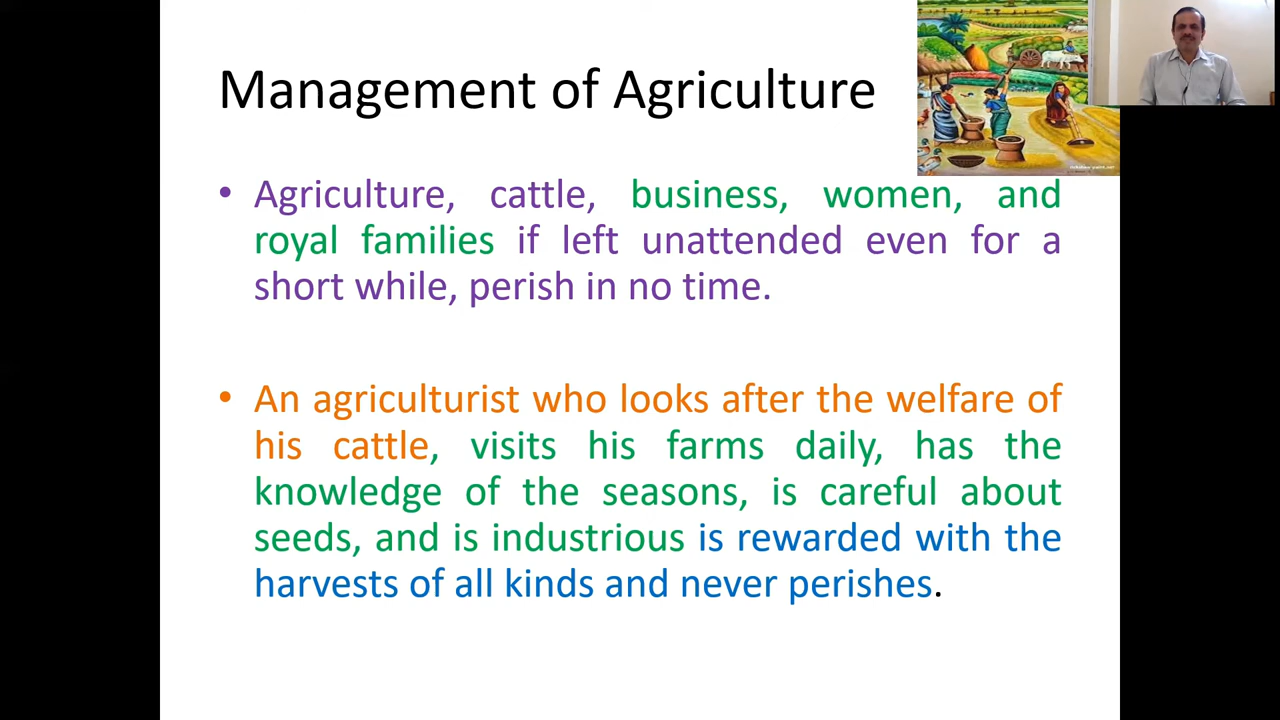 Management of Agriculture
• Agriculture, cattle, business, women, and
royal families if left unattended even for a
short while, perish in no time.
• An agriculturist who looks after the welfare of
his cattle, visits his farms daily, has the
knowledge of the seasons, is careful about
seeds, and is industrious is rewarded with the
harvests of all kinds and never perishes.